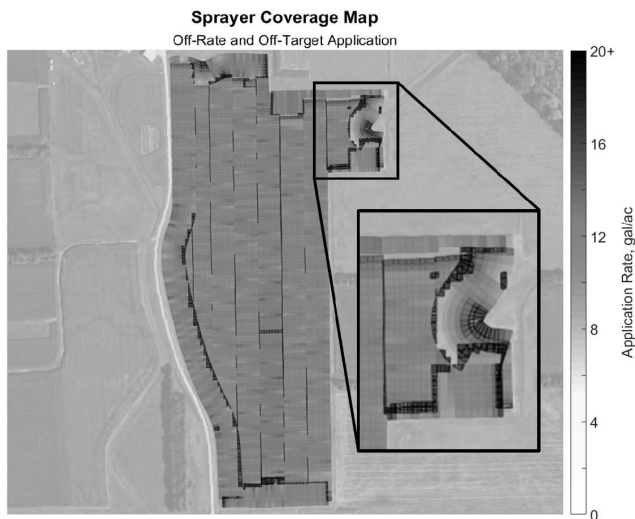 Sprayer Coverage Map
Off-Rate and Off-Target Application
20+
16
12
8
4
0
Application Rate, gal/ac